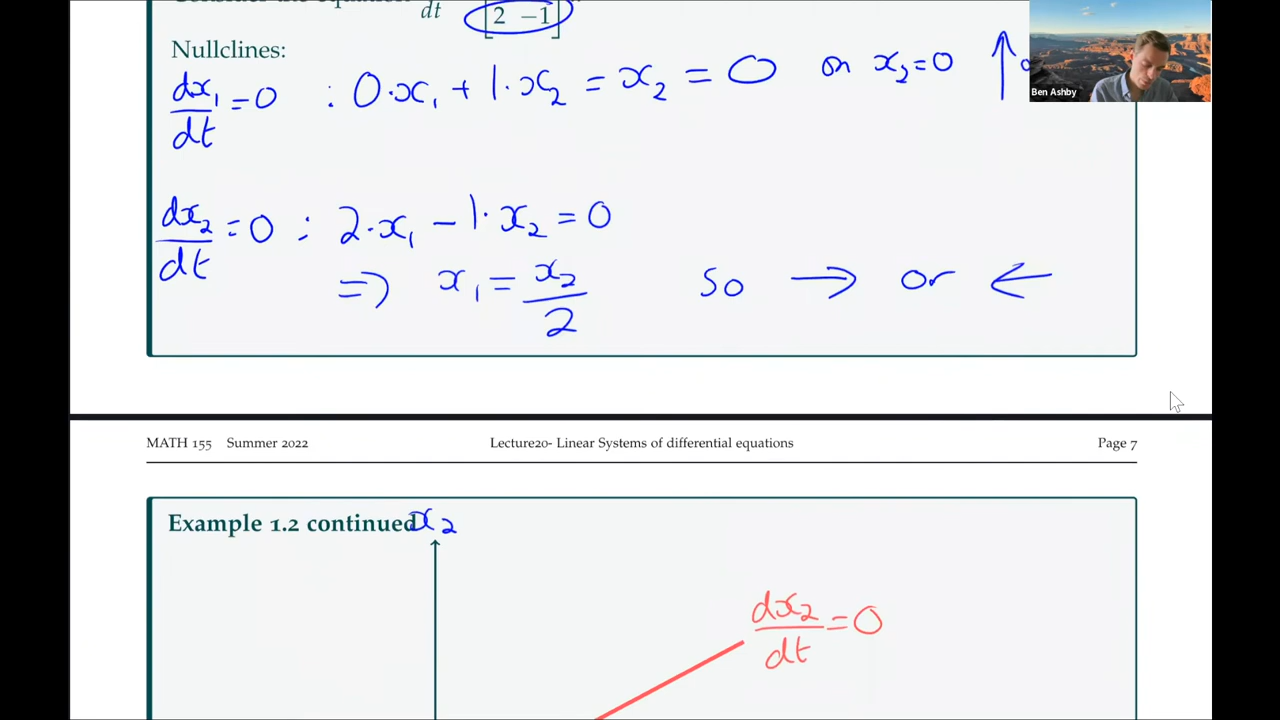 dt [2 −1]
Nullclines:
dx₁/dt = 0 : 0·x₁ + 1·x₂ = x₂ = 0 on x₂ = 0 ↑
Ben Ashby
dx₂/dt = 0 : 2·x₁ − 1·x₂ = 0
⇒ x₁ = x₂/2 so → or ←
MATH 155 Summer 2022 Lecture20- Linear Systems of differential equations Page 7
Example 1.2 continued x₂
dx₂/dt = 0